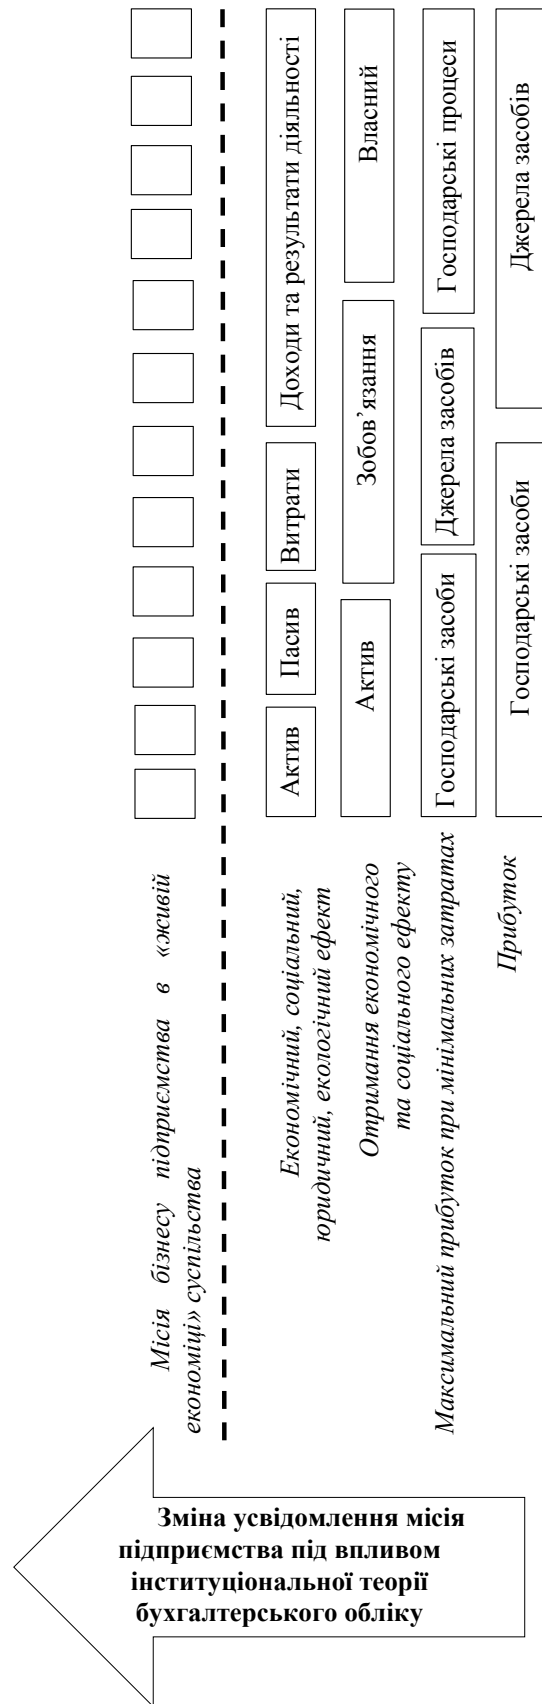 Місія бізнесу підприємства в «живій
економіці» суспільства
Економічний, соціальний,
юридичний, екологічний ефект
Актив
Пасив
Витрати
Доходи та результати діяльності
Отримання економічного
та соціального ефекту
Актив
Зобов’язання
Власний
Максимальний прибуток при мінімальних затратах
Господарські засоби
Джерела засобів
Господарські процеси
Прибуток
Господарські засоби
Джерела засобів
Зміна усвідомлення місія
підприємства під впливом
інституціональної теорії
бухгалтерського обліку